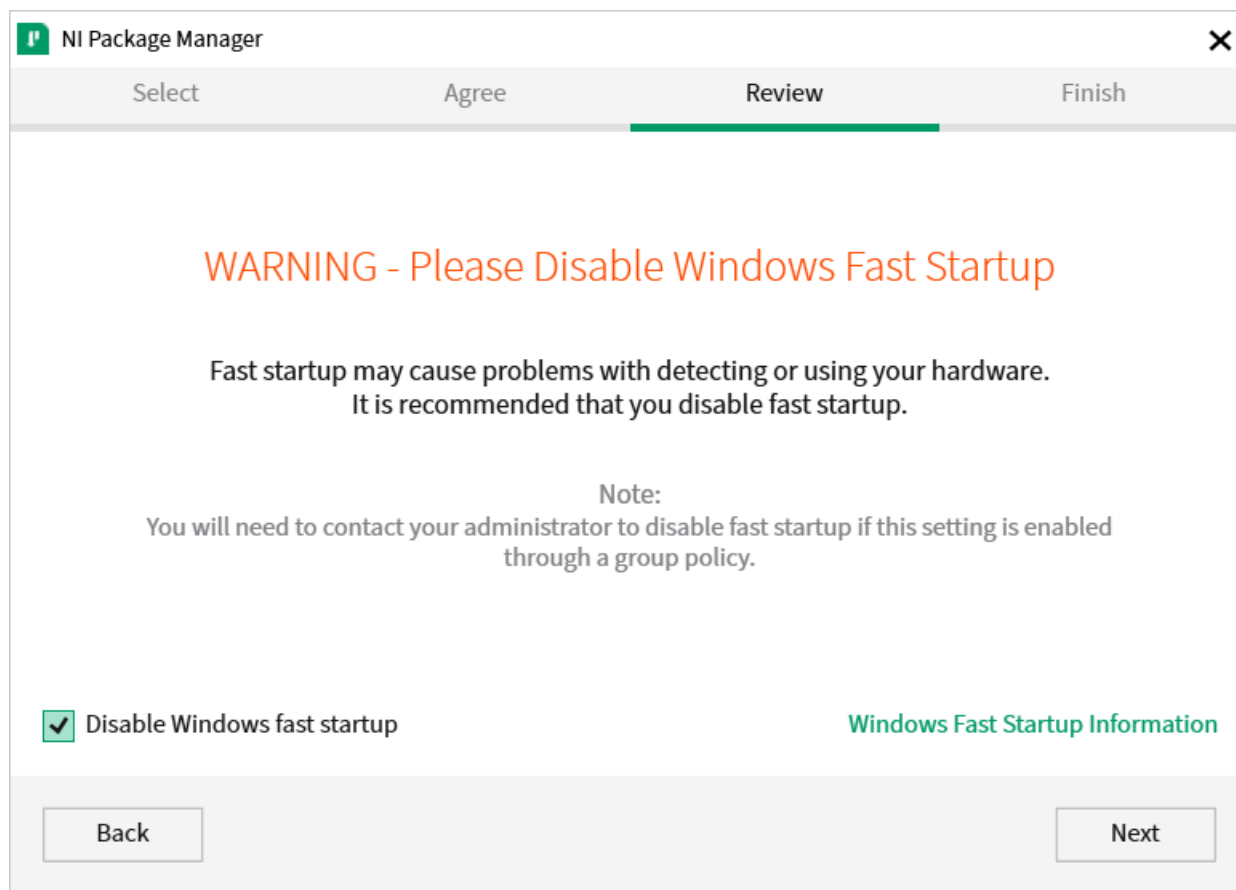 NI Package Manager
Select
Agree
Review
Finish
WARNING - Please Disable Windows Fast Startup
Fast startup may cause problems with detecting or using your hardware.
It is recommended that you disable fast startup.
Note:
You will need to contact your administrator to disable fast startup if this setting is enabled
through a group policy.
Disable Windows fast startup
Windows Fast Startup Information
Back
Next